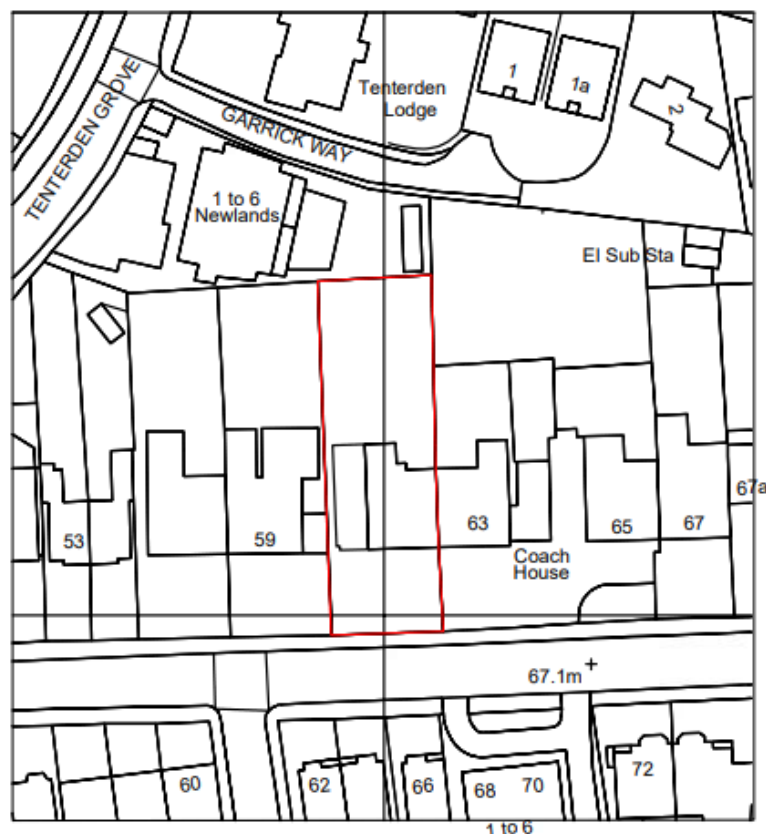 TENTERDEN GROVE
GARRICK WAY
Tenterden
Lodge
1
1a
2
1 to 6
Newlands
El Sub Sta
53
59
63
65
67
67a
Coach
House
67.1m
60
62
66
68
70
72
1 to 6